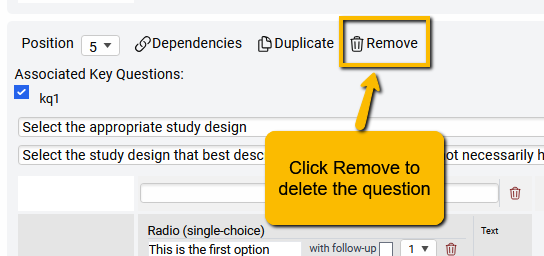 Position 5 Dependencies Duplicate Remove
Associated Key Questions:
kq1
Select the appropriate study design
Select the study design that best desc ot necessarily h
Click Remove to
delete the question
Radio (single-choice) Text
This is the first option with follow-up 1